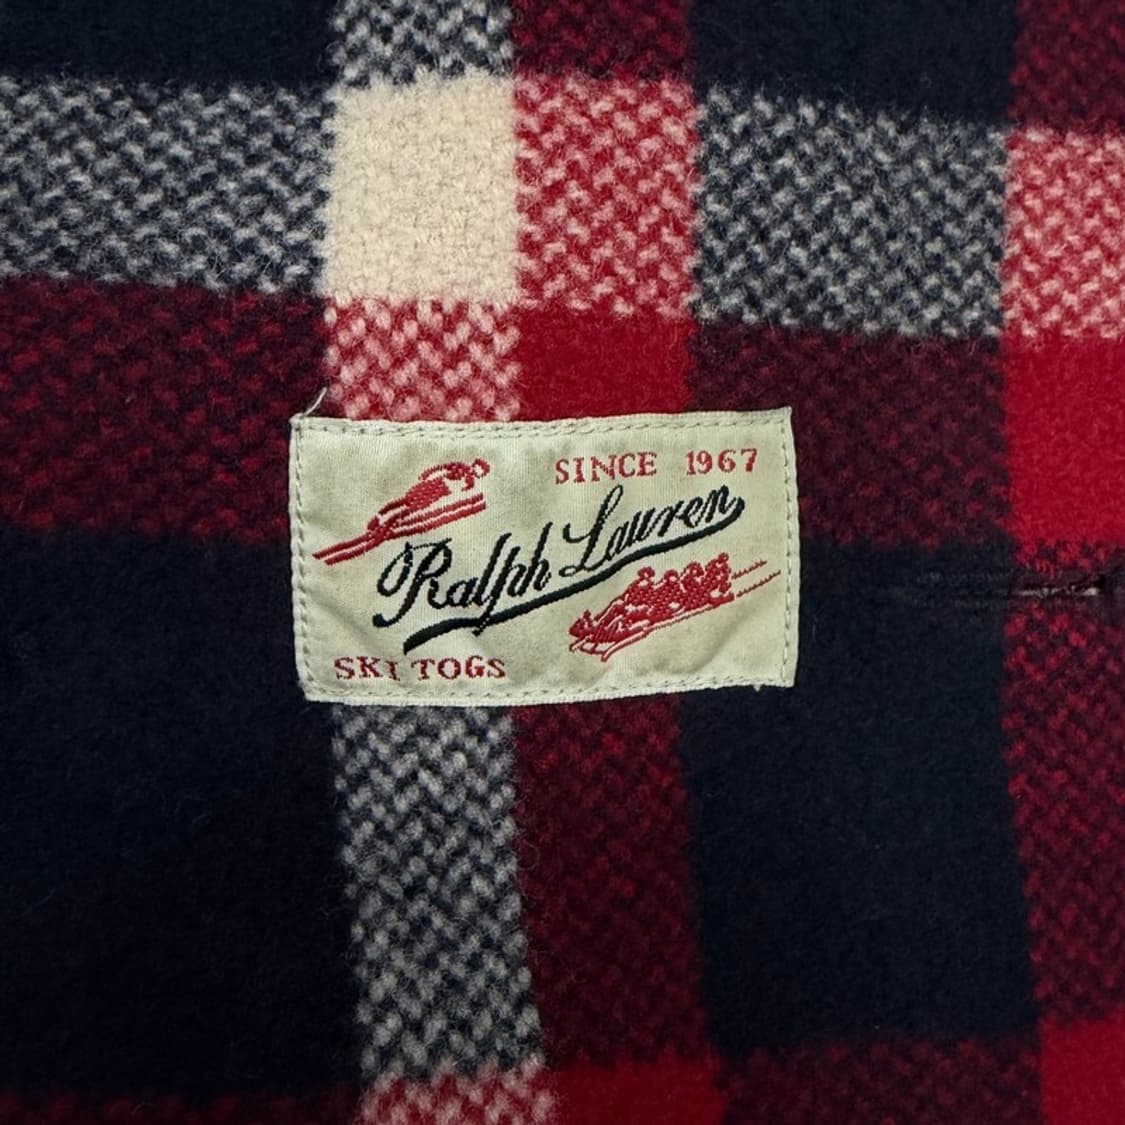 SINCE 1967
Ralph Lauren
SKI TOGS